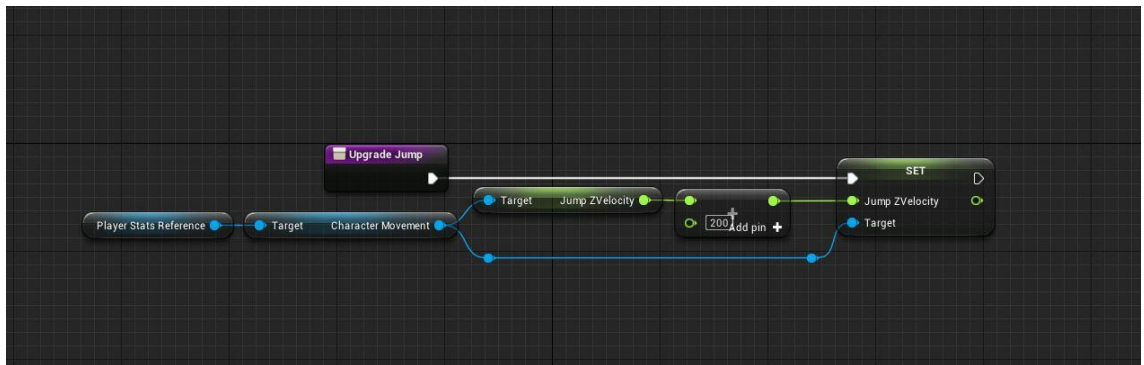 Upgrade Jump
SET
Target Jump ZVelocity
Jump ZVelocity
Player Stats Reference
Target Character Movement
200
Add pin
Target